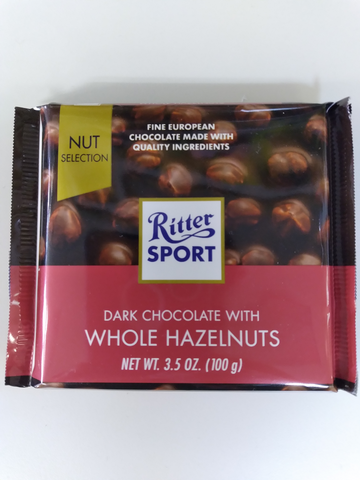 NUT
SELECTION
FINE EUROPEAN
CHOCOLATE MADE WITH
QUALITY INGREDIENTS
Ritter
SPORT
DARK CHOCOLATE WITH
WHOLE HAZELNUTS
NET WT. 3.5 OZ. (100 g)